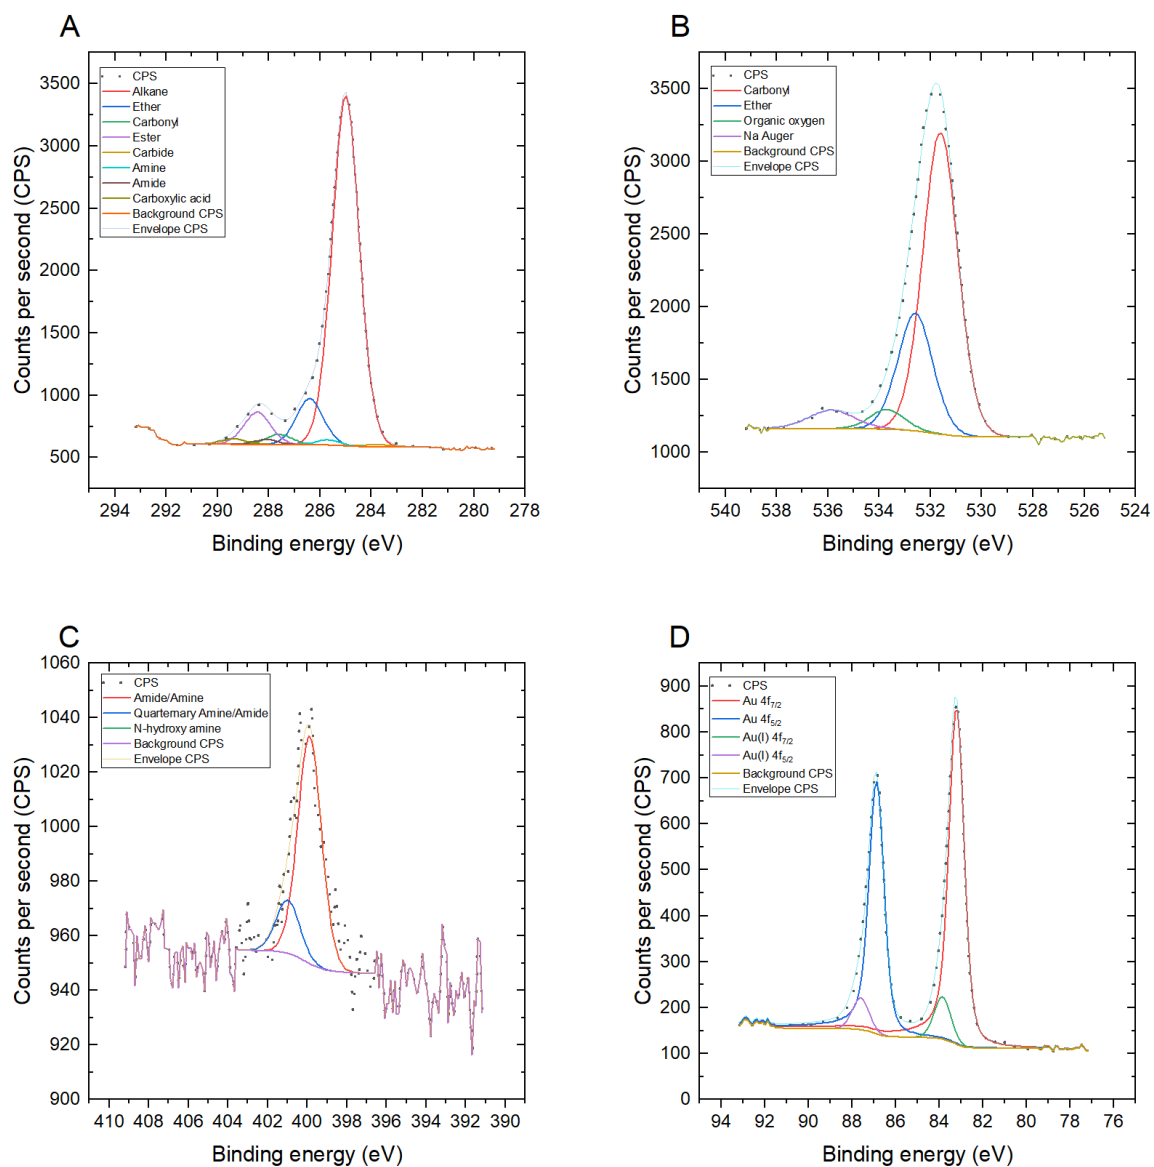 A
CPS
Alkane
Ether
Carbonyl
Ester
Carbide
Amine
Amide
Carboxylic acid
Background CPS
Envelope CPS
3500
3000
2500
2000
1500
1000
500
Counts per second (CPS)
294 292 290 288 286 284 282 280 278
Binding energy (eV)
B
CPS
Carbonyl
Ether
Organic oxygen
Na Auger
Background CPS
Envelope CPS
3500
3000
2500
2000
1500
1000
Counts per second (CPS)
540 538 536 534 532 530 528 526 524
Binding energy (eV)
C
CPS
Amide/Amine
Quarternary Amine/Amide
N-hydroxy amine
Background CPS
Envelope CPS
1060
1040
1020
1000
980
960
940
920
900
Counts per second (CPS)
410 408 406 404 402 400 398 396 394 392 390
Binding energy (eV)
D
CPS
Au 4f7/2
Au 4f5/2
Au(I) 4f7/2
Au(I) 4f5/2
Background CPS
Envelope CPS
900
800
700
600
500
400
300
200
100
0
Counts per second (CPS)
94 92 90 88 86 84 82 80 78 76
Binding energy (eV)